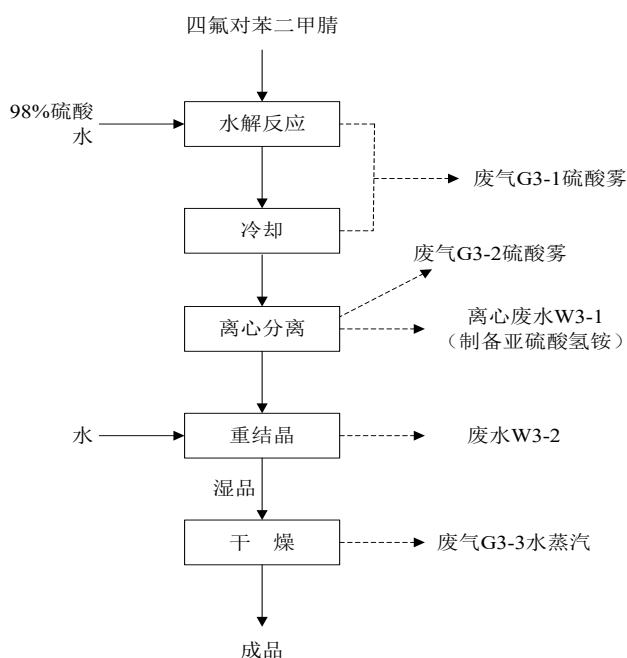 四氟对苯二甲腈
98%硫酸
水
水解反应
废气G3-1硫酸雾
冷却
废气G3-2硫酸雾
离心分离
离心废水W3-1
（制备亚硫酸氢铵）
水
重结晶
废水W3-2
湿品
干 燥
废气G3-3水蒸汽
成品